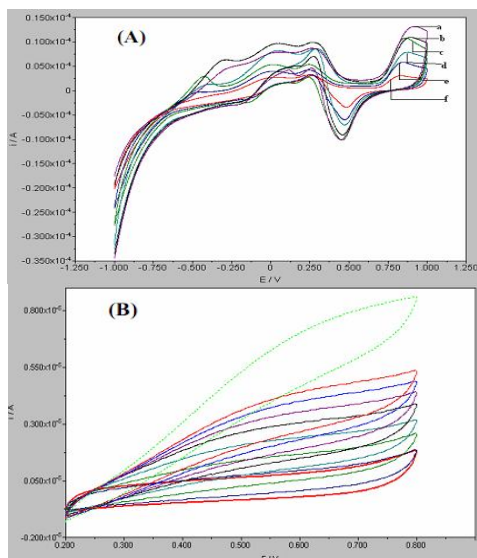 (A)
i / A
0.150x10-4
0.100x10-4
0.050x10-4
0
-0.050x10-4
-0.100x10-4
-0.150x10-4
-0.200x10-4
-0.250x10-4
-0.300x10-4
-0.350x10-4
a
b
c
d
e
f
-1.250 -1.000 -0.750 -0.500 -0.250 0 0.250 0.500 0.750 1.000 1.250
E / V
(B)
i / A
0.800x10-5
0.550x10-5
0.300x10-5
0.050x10-5
-0.200x10-5
0.200 0.300 0.400 0.500 0.600 0.700 0.800
E / V